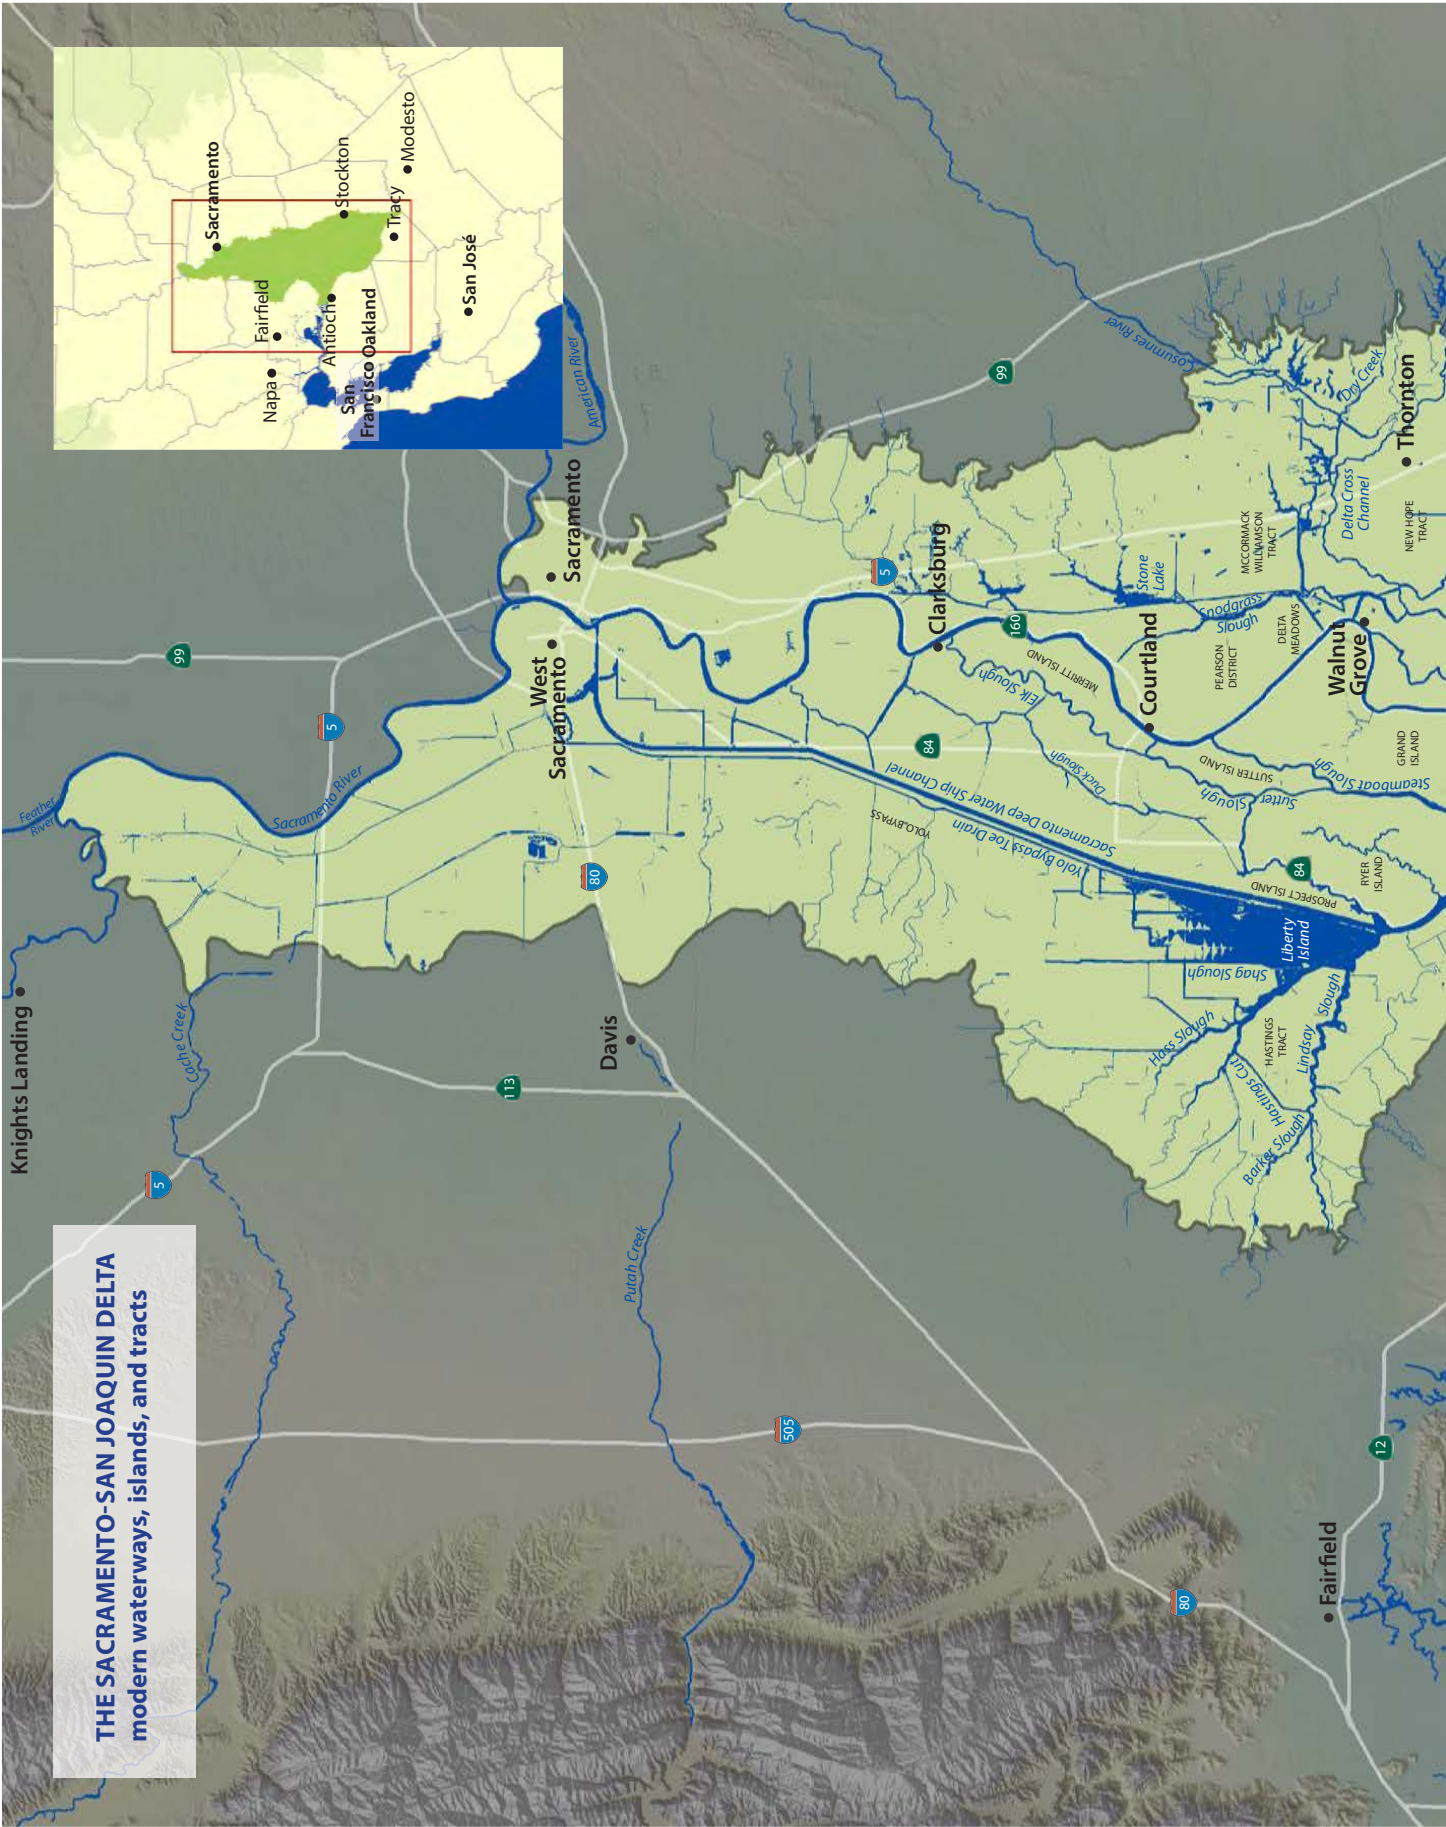 THE SACRAMENTO-SAN JOAQUIN DELTA
modern waterways, islands, and tracts
Sacramento
Stockton
Modesto
Tracy
Fairfield
Antioch
Napa
San
Francisco
Oakland
San José
Knights Landing
Feather
River
Sacramento River
Cache Creek
American River
Cosumnes River
Putah Creek
99
5
5
113
80
505
80
12
84
84
160
5
99
Sacramento
West
Sacramento
Davis
Clarksburg
Courtland
Walnut
Grove
Thornton
Fairfield
YOLO BYPASS
Yolo Bypass Toe Drain
Sacramento Deep Water Ship Channel
Elk Slough
MERRITT ISLAND
Duck Slough
Stone
Lake
Snodgrass
Slough
PEARSON
DISTRICT
DELTA
MEADOWS
MCCORMACK
WILLIAMSON
TRACT
Delta Cross
Channel
Dry Creek
NEW HOPE
TRACT
SUTTER ISLAND
Sutter
Slough
Steamboat Slough
GRAND
ISLAND
RYER
ISLAND
PROSPECT ISLAND
Liberty
Island
Shag Slough
Hass Slough
HASTINGS
TRACT
Hastings Cut
Lindsay
Slough
Barker Slough